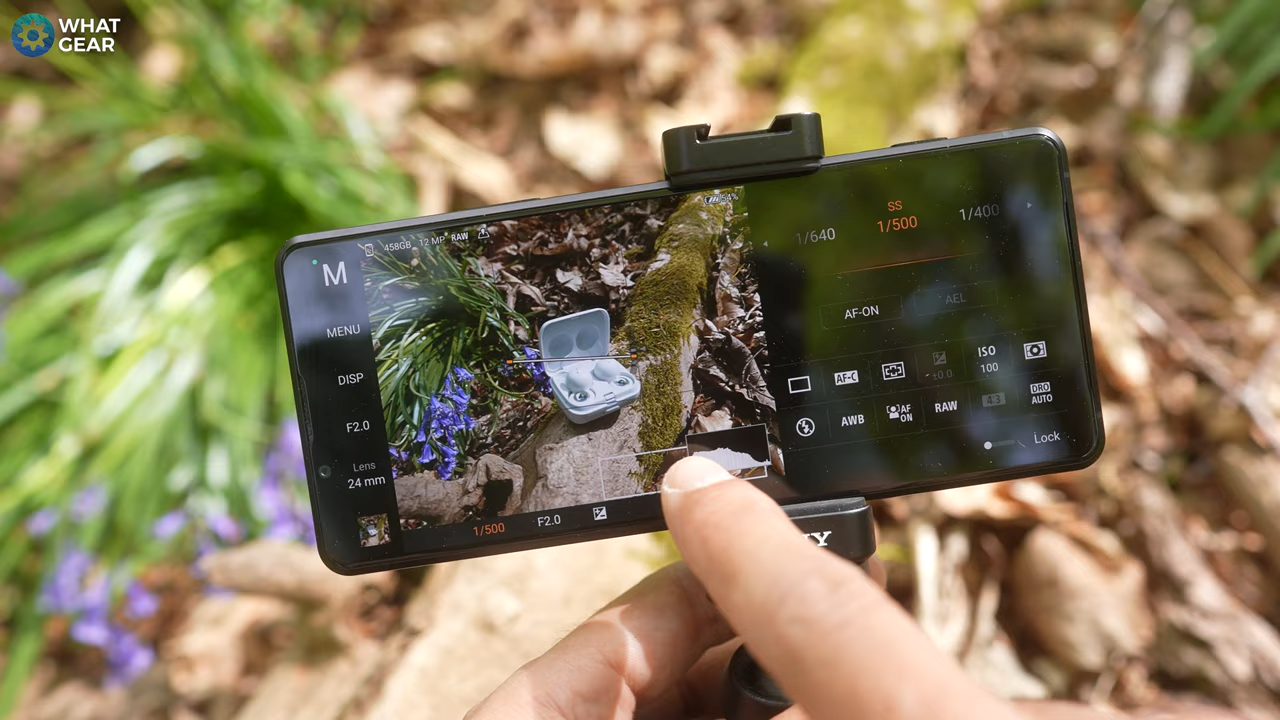 WHAT
GEAR
458GB 12 MP RAW
54%
M
MENU
DISP
F2.0
Lens
24 mm
1/500
F2.0
SS
1/640
1/500
1/400
AF-ON
AEL
AF-C
±0.0
ISO
100
AWB
AF
ON
RAW
4:3
DRO
AUTO
Lock